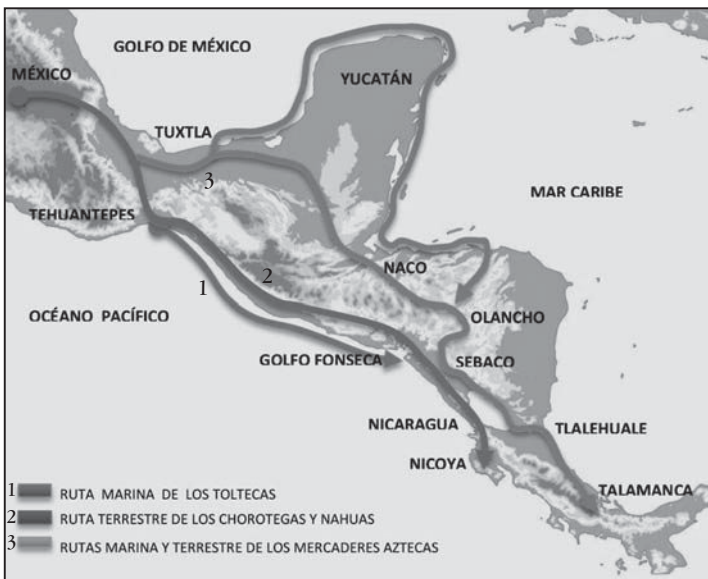 GOLFO DE MÉXICO
MÉXICO
YUCATÁN
TUXTLA
3
MAR CARIBE
TEHUANTEPES
NACO
2
1
OCÉANO PACÍFICO
OLANCHO
GOLFO FONSECA
SEBACO
NICARAGUA
TLALEHUALE
NICOYA
TALAMANCA
1 RUTA MARINA DE LOS TOLTECAS
2 RUTA TERRESTRE DE LOS CHOROTEGAS Y NAHUAS
3 RUTAS MARINA Y TERRESTRE DE LOS MERCADERES AZTECAS